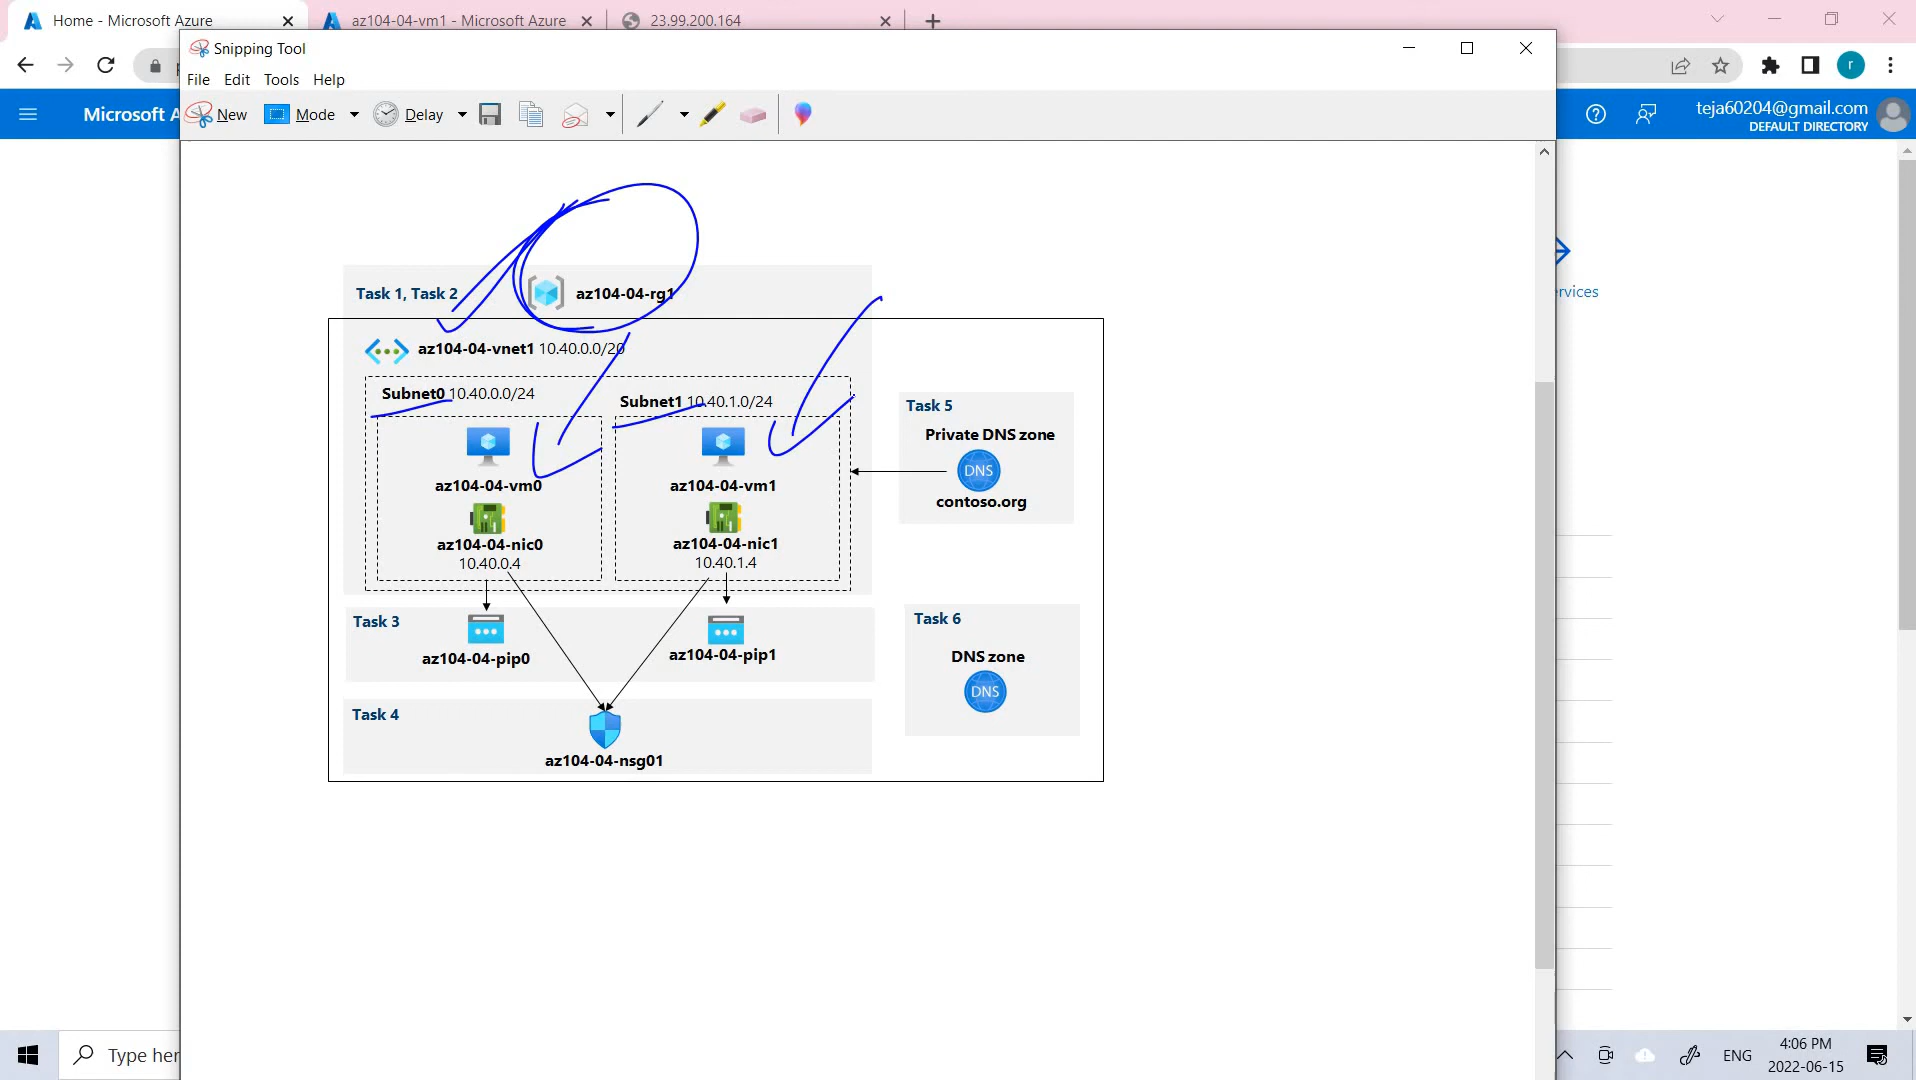 Home - Microsoft Azure
az104-04-vm1 - Microsoft Azure
23.99.200.164
Snipping Tool
File Edit Tools Help
New Mode Delay
Microsoft A
teja60204@gmail.com
DEFAULT DIRECTORY
r
Task 1, Task 2
az104-04-rg1
az104-04-vnet1 10.40.0.0/20
Subnet0 10.40.0.0/24
Subnet1 10.40.1.0/24
az104-04-vm0
az104-04-vm1
az104-04-nic0
10.40.0.4
az104-04-nic1
10.40.1.4
Task 5
Private DNS zone
DNS
contoso.org
Task 3
az104-04-pip0
az104-04-pip1
Task 6
DNS zone
DNS
Task 4
az104-04-nsg01
ervices
Type her
ENG
4:06 PM
2022-06-15